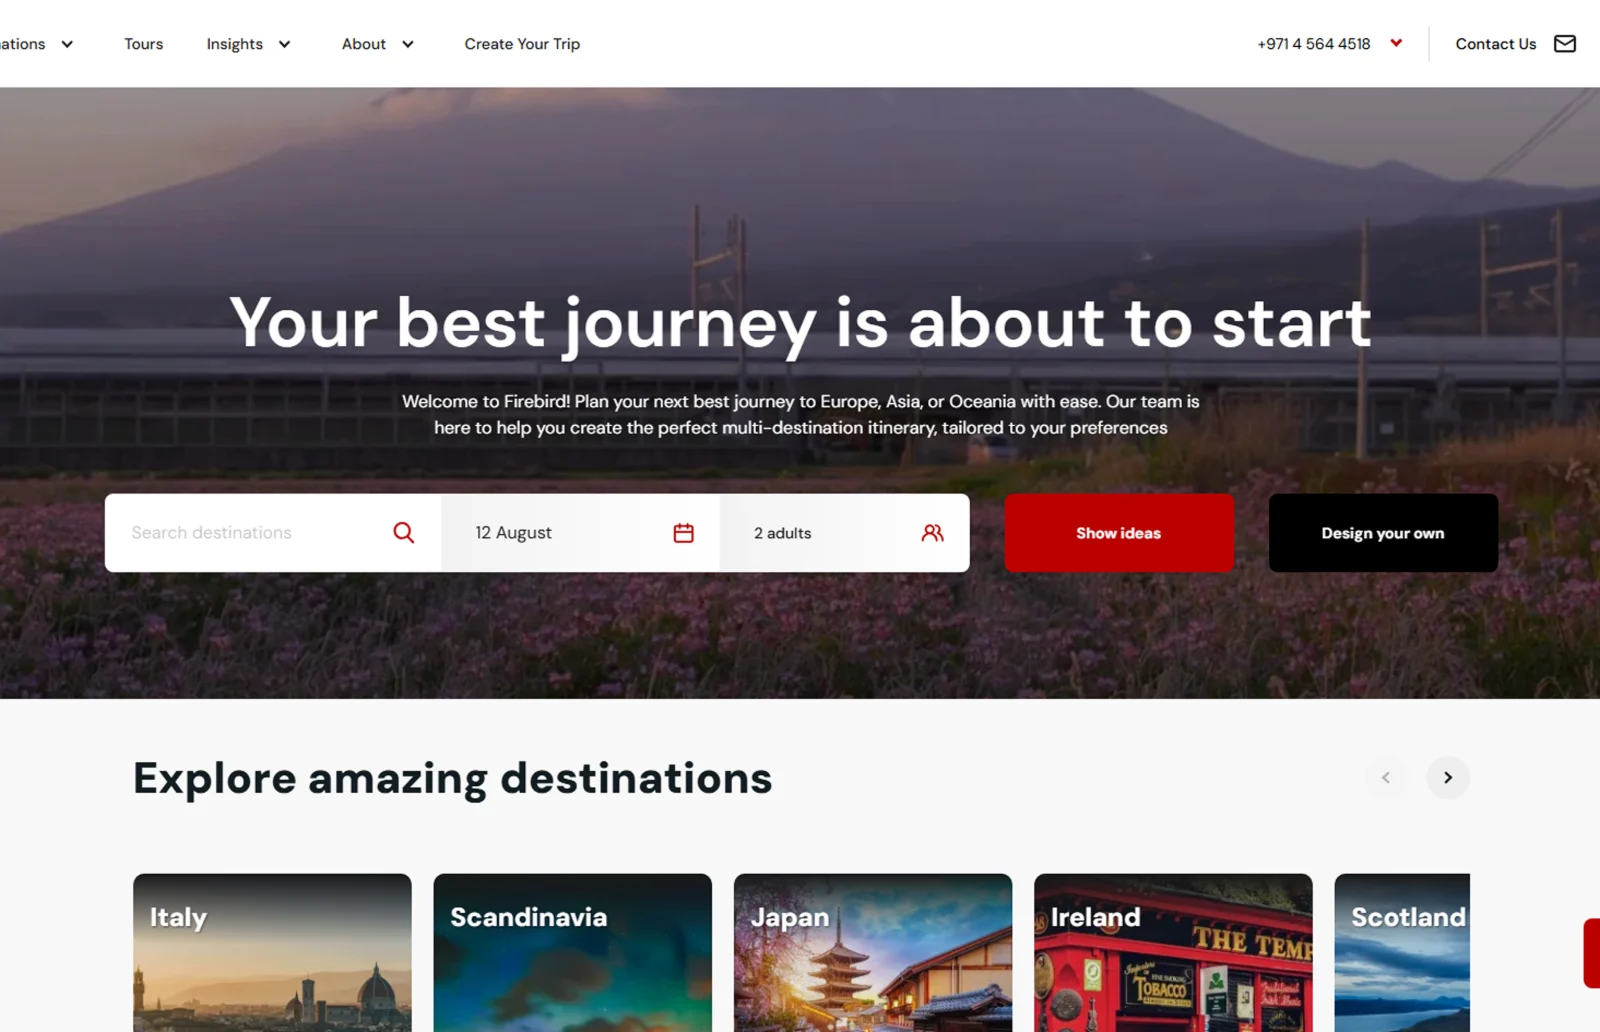 ations
Tours
Insights
About
Create Your Trip
+971 4 564 4518
Contact Us
Your best journey is about to start
Welcome to Firebird! Plan your next best journey to Europe, Asia, or Oceania with ease. Our team is
here to help you create the perfect multi-destination itinerary, tailored to your preferences
Search destinations
12 August
2 adults
Show ideas
Design your own
Explore amazing destinations
Italy
Scandinavia
Japan
Ireland
Scotland
THE TEMP
TOBACCO